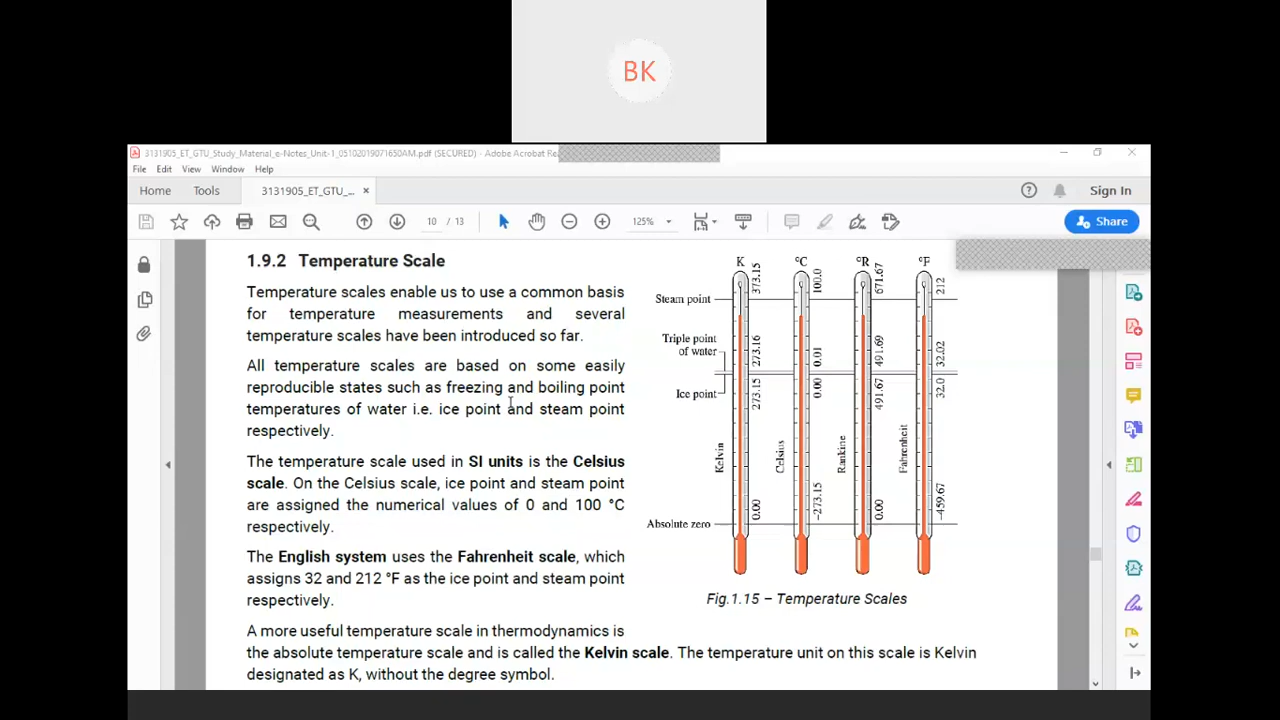 BK
3131905_ET_GTU_Study_Material_e-Notes_Unit-1_05102019071650AM.pdf (SECURED) - Adobe Acrobat Re
File Edit View Window Help
Home Tools 3131905_ET_GTU_... × Sign In
10 / 13 125% Share
1.9.2 Temperature Scale
Temperature scales enable us to use a common basis
for temperature measurements and several
temperature scales have been introduced so far.
All temperature scales are based on some easily
reproducible states such as freezing and boiling point
temperatures of water i.e. ice point and steam point
respectively.
The temperature scale used in SI units is the Celsius
scale. On the Celsius scale, ice point and steam point
are assigned the numerical values of 0 and 100 °C
respectively.
The English system uses the Fahrenheit scale, which
assigns 32 and 212 °F as the ice point and steam point
respectively.
A more useful temperature scale in thermodynamics is
the absolute temperature scale and is called the Kelvin scale. The temperature unit on this scale is Kelvin
designated as K, without the degree symbol.
K °C °R °F
373.15 100.0 671.67 212
Steam point
Triple point
of water
273.16 0.01 491.69 32.02
Ice point
273.15 0.00 491.67 32.0
Kelvin Celsius Rankine Fahrenheit
0.00 -273.15 0.00 -459.67
Absolute zero
Fig.1.15 – Temperature Scales